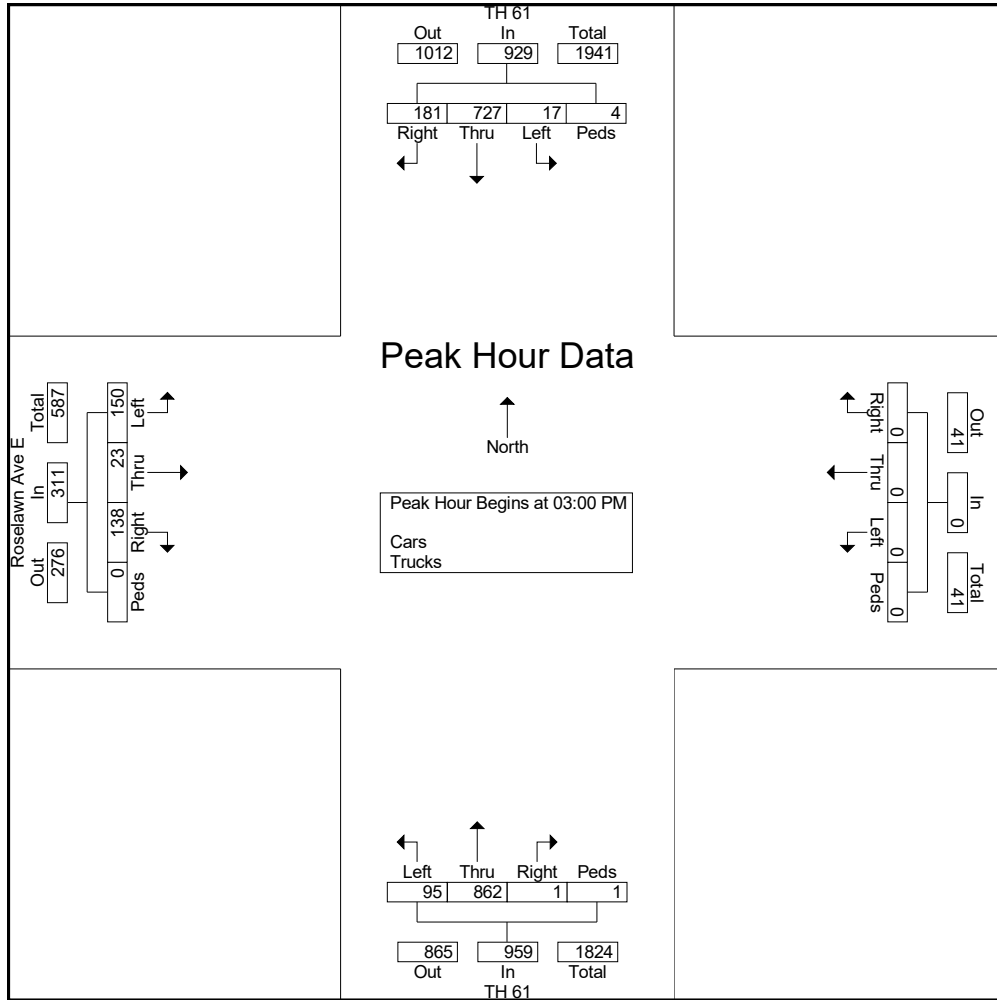 TH 61
Out In Total
1012 929 1941
181 727 17 4
Right Thru Left Peds
Peak Hour Data
North
Peak Hour Begins at 03:00 PM
Cars
Trucks
Roselawn Ave E
Out In Total
276 311 587
150 23 138 0
Left Thru Right Peds
Right Thru Left Peds
0 0 0 0
Out In Total
41 0 41
Left Thru Right Peds
95 862 1 1
865 959 1824
Out In Total
TH 61